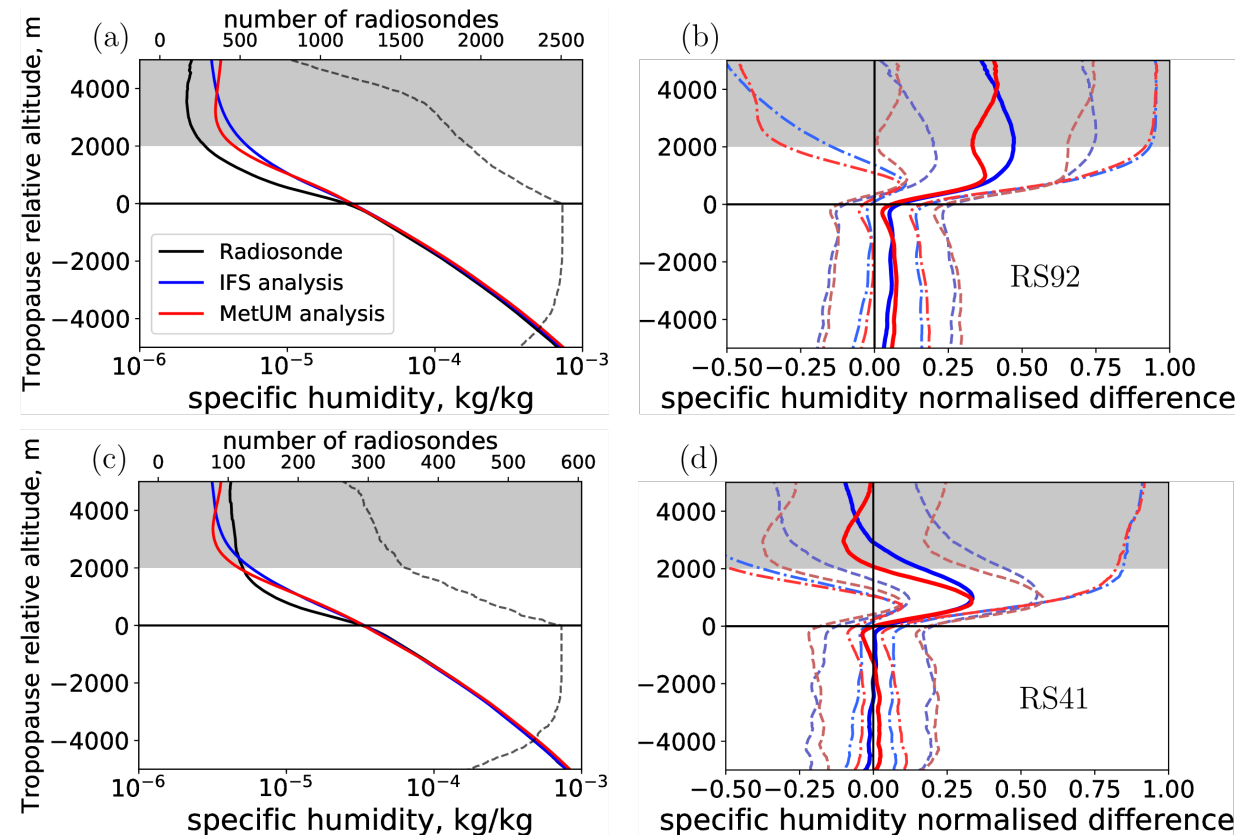 number of radiosondes
(a)
0 500 1000 1500 2000 2500
Tropopause relative altitude, m
4000
2000
0
−2000
−4000
Radiosonde
IFS analysis
MetUM analysis
10−6 10−5 10−4 10−3
specific humidity, kg/kg
(b)
4000
2000
0
2000
4000
RS92
−0.50 −0.25 0.00 0.25 0.50 0.75 1.00
specific humidity normalised difference
number of radiosondes
(c)
0 100 200 300 400 500 600
Tropopause relative altitude, m
4000
2000
0
−2000
−4000
10−6 10−5 10−4 10−3
specific humidity, kg/kg
(d)
4000
2000
0
−2000
−4000
RS41
−0.50 −0.25 0.00 0.25 0.50 0.75 1.00
specific humidity normalised difference